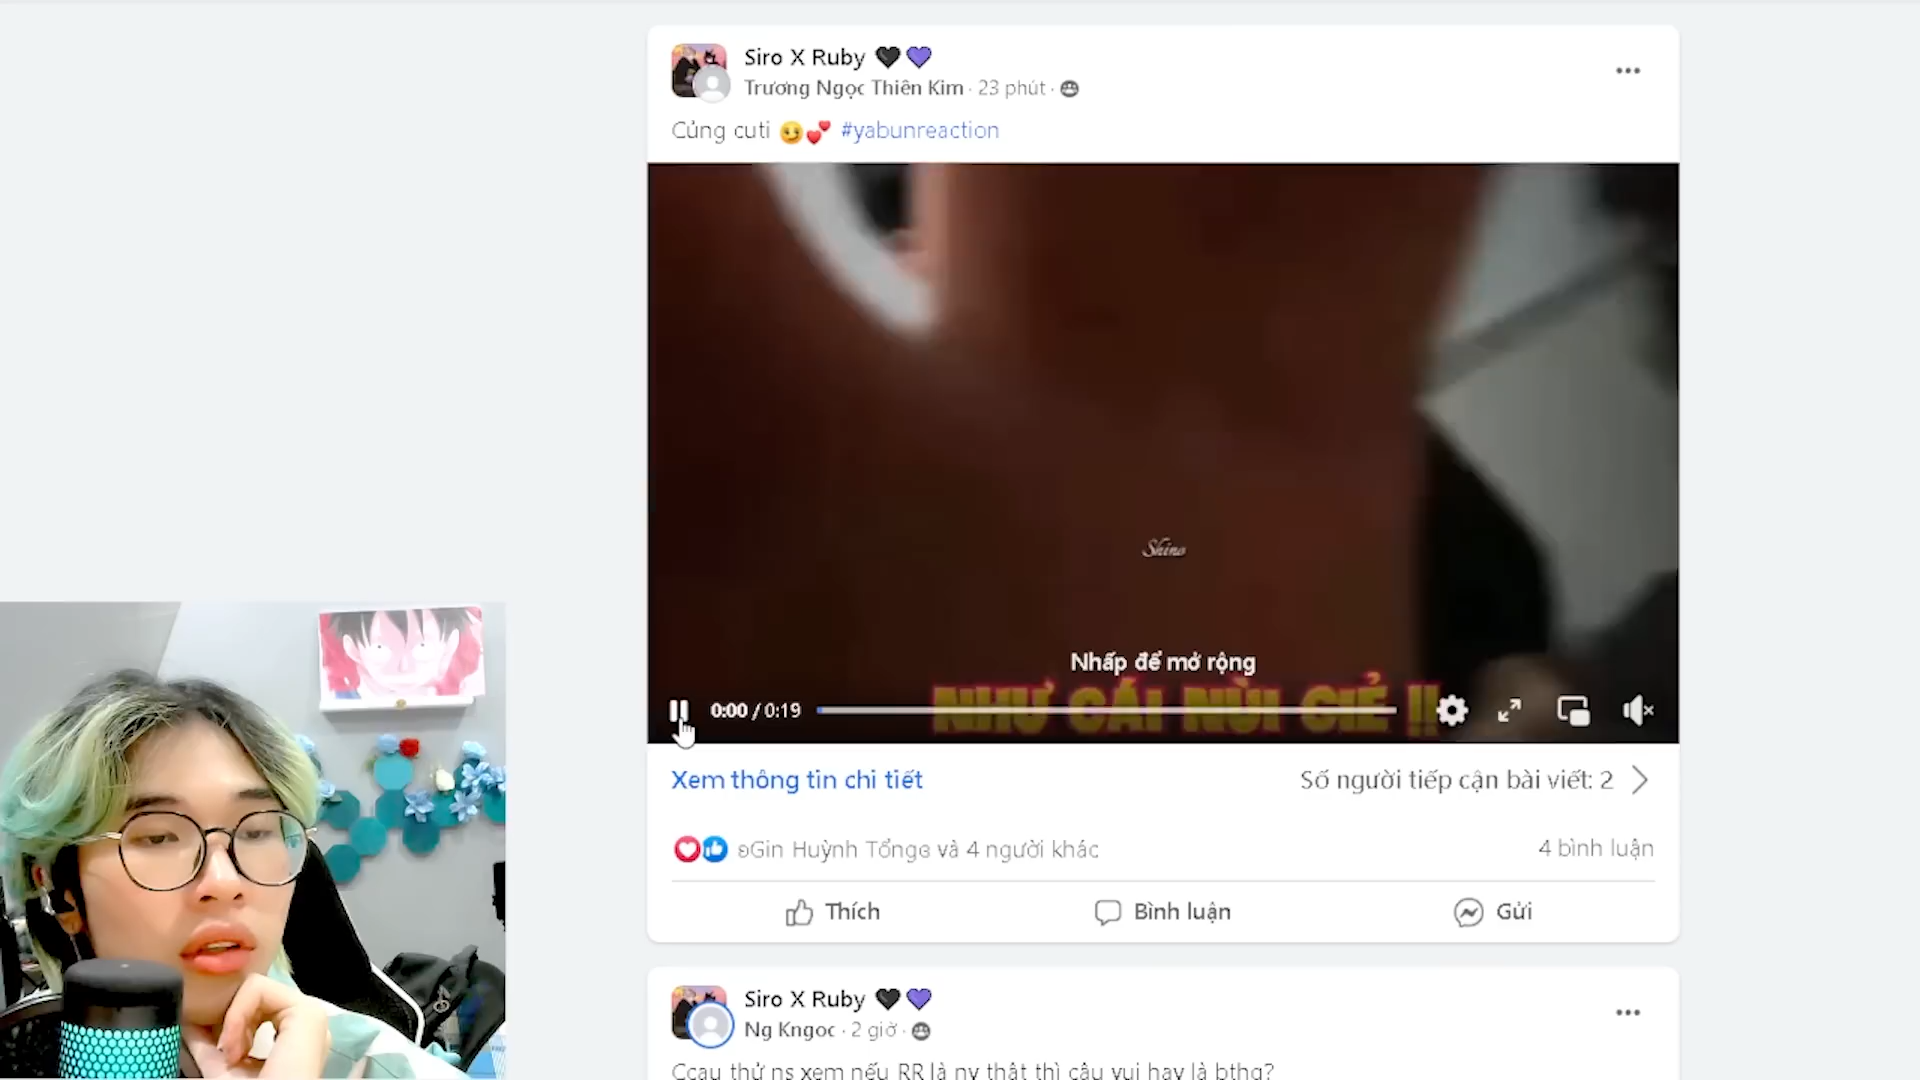 Siro X Ruby 🖤💜
Trương Ngọc Thiên Kim · 23 phút ·
Củng cuti 😏💕 #yabunreaction
Shino
Nhấp để mở rộng
NHƯ CÁI NÙI GIẺ !!
0:00 / 0:19
Xem thông tin chi tiết
Số người tiếp cận bài viết: 2
ʚGin Huỳnh Tổngɞ và 4 người khác
4 bình luận
Thích
Bình luận
Gửi
Siro X Ruby 🖤💜
Ng Kngoc · 2 giờ ·
Ccau thử ns xem nếu RR là ny thật thì cậu vui hay là bthg?